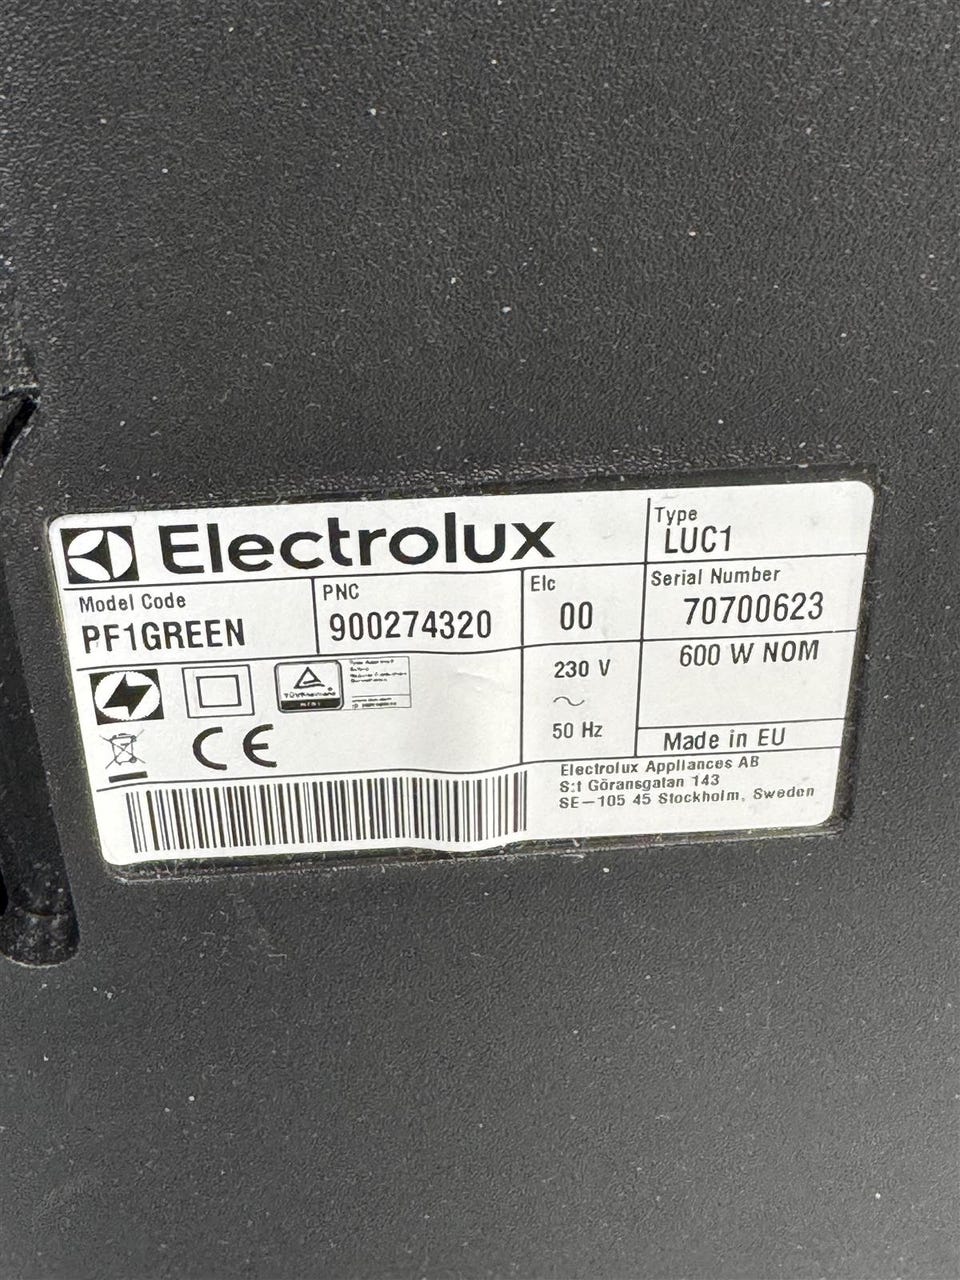 Electrolux
Type
LUC1
Model Code
PF1GREEN
PNC
900274320
Elc
00
Serial Number
70700623
230 V
~
50 Hz
600 W NOM
Made in EU
TÜVRheinland
CE
Electrolux Appliances AB
S:t Göransgatan 143
SE-105 45 Stockholm, Sweden